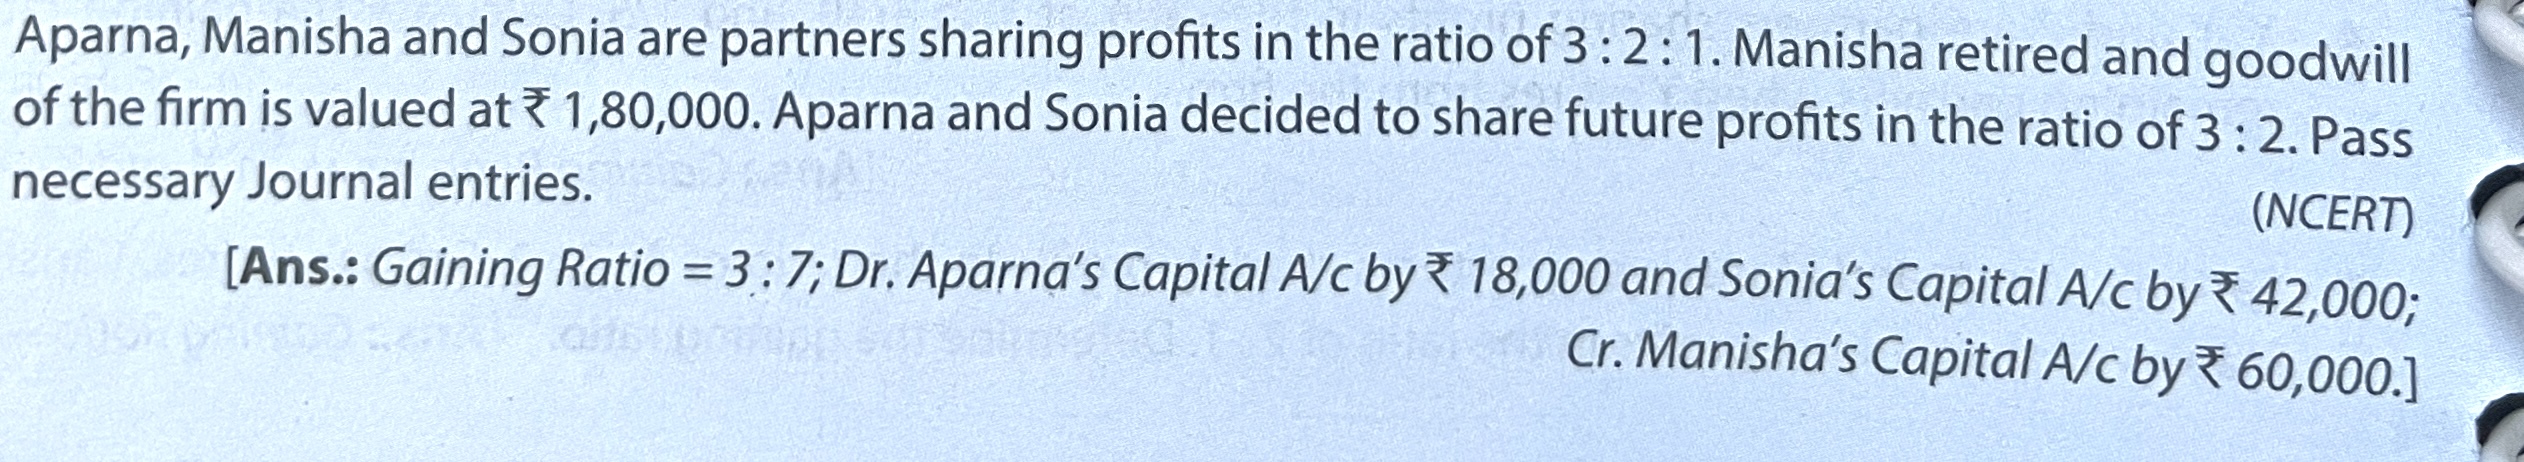 Aparna, Manisha and Sonia are partners sharing profits in the ratio of 3 : 2 : 1. Manisha retired and goodwill
of the firm is valued at ₹ 1,80,000. Aparna and Sonia decided to share future profits in the ratio of 3 : 2. Pass
necessary Journal entries.
(NCERT)
[Ans.: Gaining Ratio = 3 : 7; Dr. Aparna's Capital A/c by ₹ 18,000 and Sonia's Capital A/c by ₹ 42,000;
Cr. Manisha's Capital A/c by ₹ 60,000.]